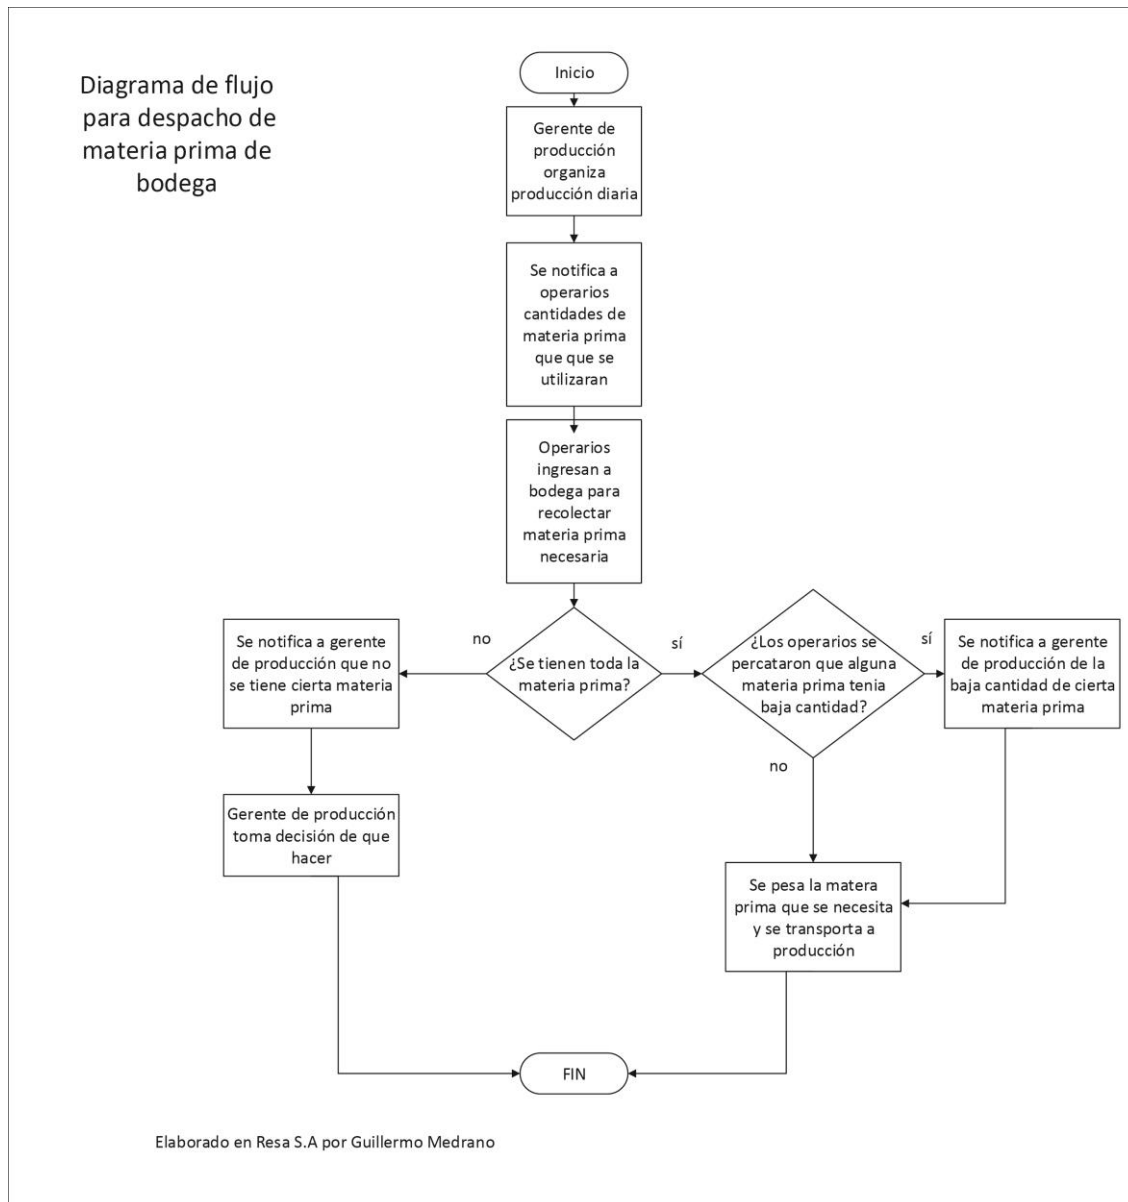 Diagrama de flujo
para despacho de
materia prima de
bodega
Inicio
Gerente de
producción
organiza
producción diaria
Se notifica a
operarios
cantidades de
materia prima
que que se
utilizaran
Operarios
ingresan a
bodega para
recolectar
materia prima
necesaria
¿Se tienen toda la
materia prima?
no
sí
Se notifica a gerente
de producción que no
se tiene cierta materia
prima
Gerente de producción
toma decisión de que
hacer
¿Los operarios se
percataron que alguna
materia prima tenia
baja cantidad?
sí
no
Se notifica a gerente
de producción de la
baja cantidad de cierta
materia prima
Se pesa la matera
prima que se necesita
y se transporta a
producción
FIN
Elaborado en Resa S.A por Guillermo Medrano